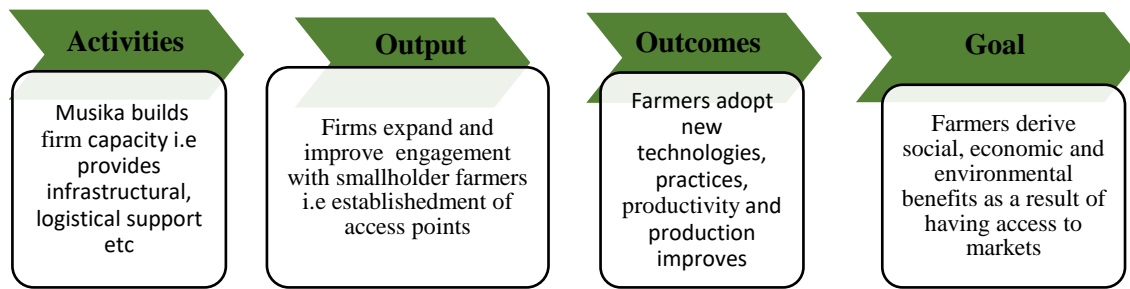 Activities
Musika builds
firm capacity i.e
provides
infrastructural,
logistical support
etc
Output
Firms expand and
improve engagement
with smallholder farmers
i.e establishedment of
access points
Outcomes
Farmers adopt
new
technologies,
practices,
productivity and
production
improves
Goal
Farmers derive
social, economic and
environmental
benefits as a result of
having access to
markets